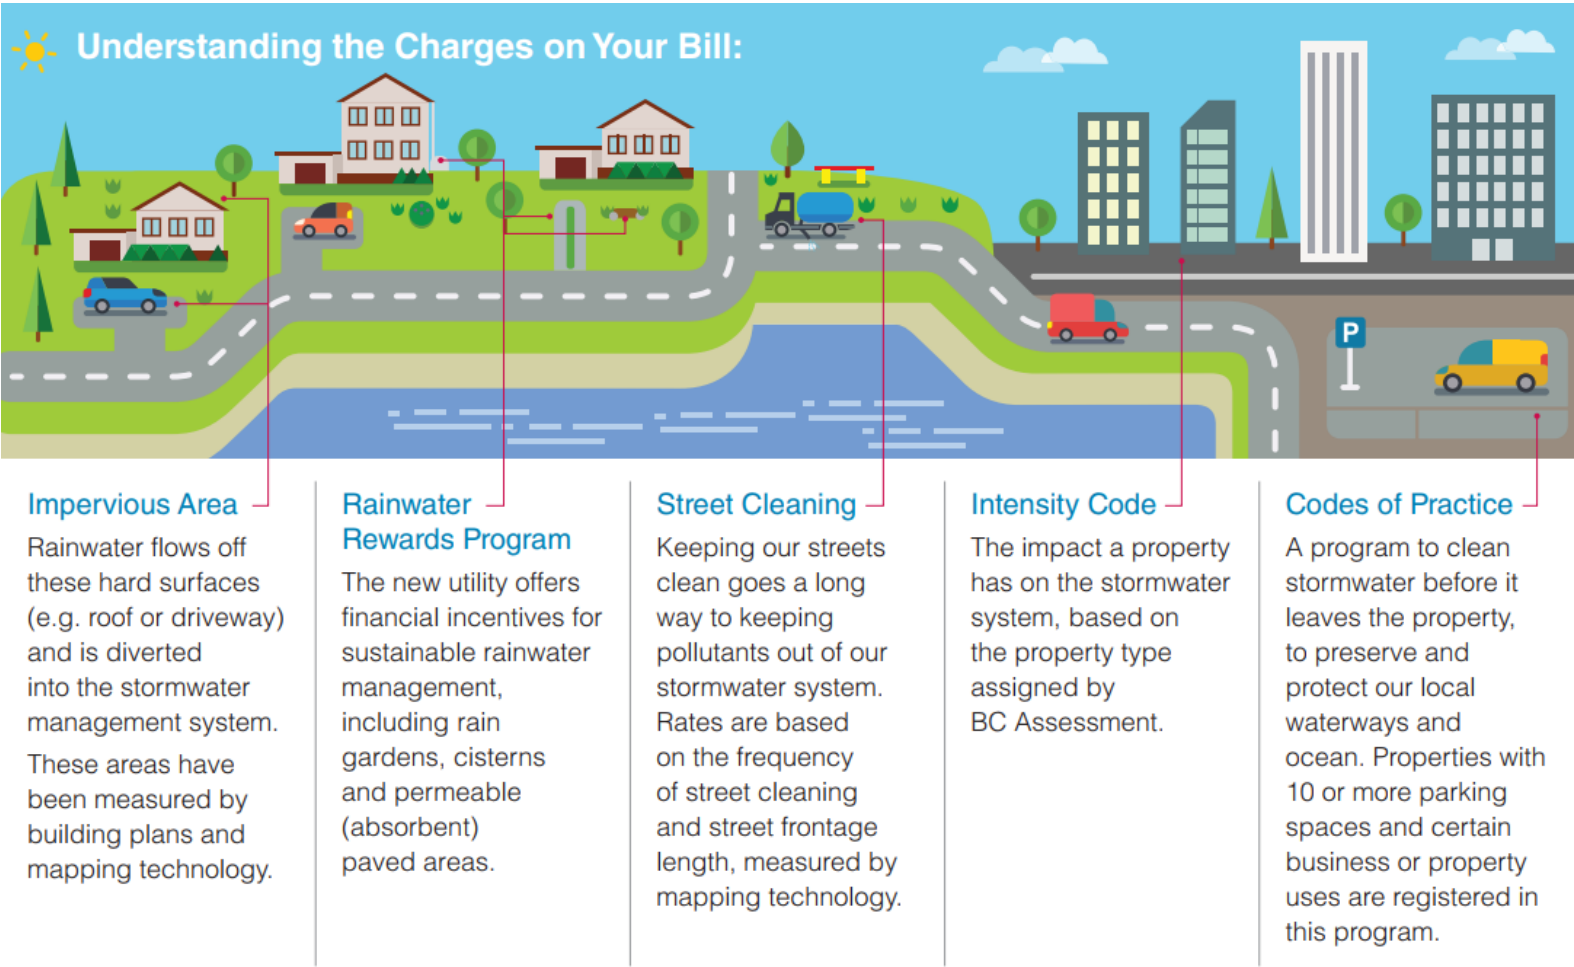 Understanding the Charges on Your Bill:
P
Impervious Area
Rainwater flows off
these hard surfaces
(e.g. roof or driveway)
and is diverted
into the stormwater
management system.
These areas have
been measured by
building plans and
mapping technology.
Rainwater
Rewards Program
The new utility offers
financial incentives for
sustainable rainwater
management,
including rain
gardens, cisterns
and permeable
(absorbent)
paved areas.
Street Cleaning
Keeping our streets
clean goes a long
way to keeping
pollutants out of our
stormwater system.
Rates are based
on the frequency
of street cleaning
and street frontage
length, measured by
mapping technology.
Intensity Code
The impact a property
has on the stormwater
system, based on
the property type
assigned by
BC Assessment.
Codes of Practice
A program to clean
stormwater before it
leaves the property,
to preserve and
protect our local
waterways and
ocean. Properties with
10 or more parking
spaces and certain
business or property
uses are registered in
this program.